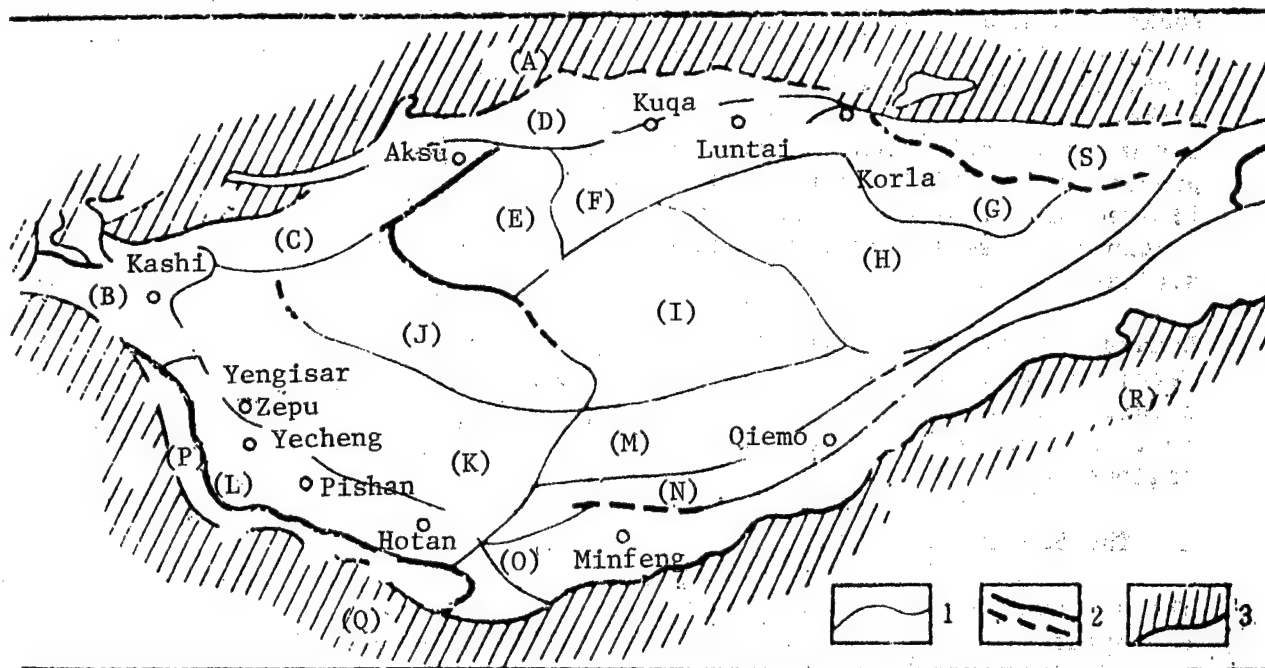 (A)
(D)
Kuqa
Aksu
Luntai
(S)
Korla
(E)
(F)
(G)
(C)
Kashi
(H)
(B)
(I)
(J)
Yengisar
Zepu
(R)
Yecheng
(M)
Qiemo
(P)
(L)
Pishan
(K)
(N)
Hotan
(O)
Minfeng
(Q)
1
2
3